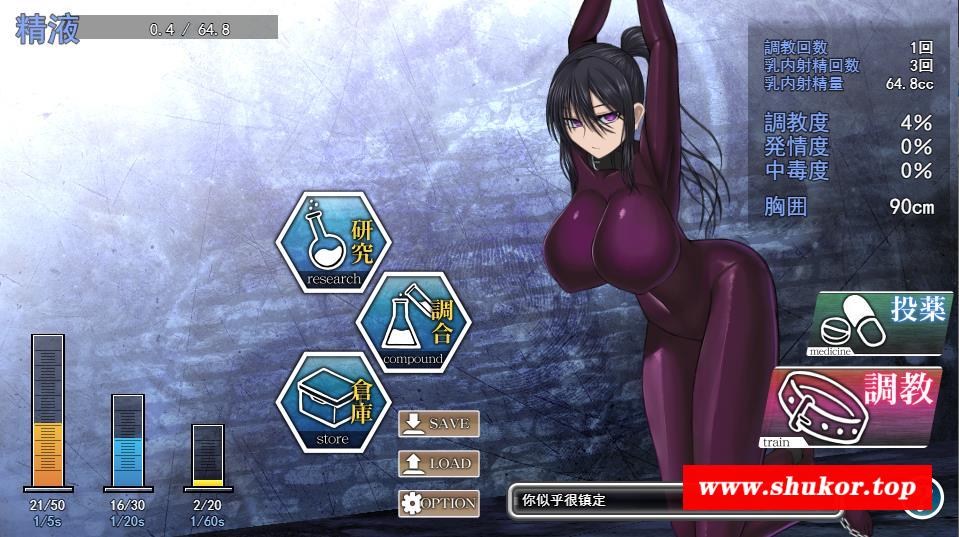 精液
0.4 / 64.8
調教回数 1回
乳内射精回数 3回
乳内射精量 64.8cc
調教度 4%
発情度 0%
中毒度 0%
胸囲 90cm
研究
research
調合
compound
倉庫
store
投薬
medicine
調教
train
SAVE
LOAD
OPTION
21/50
1/5s
16/30
1/20s
2/20
1/60s
你似乎很镇定
www.shukor.top